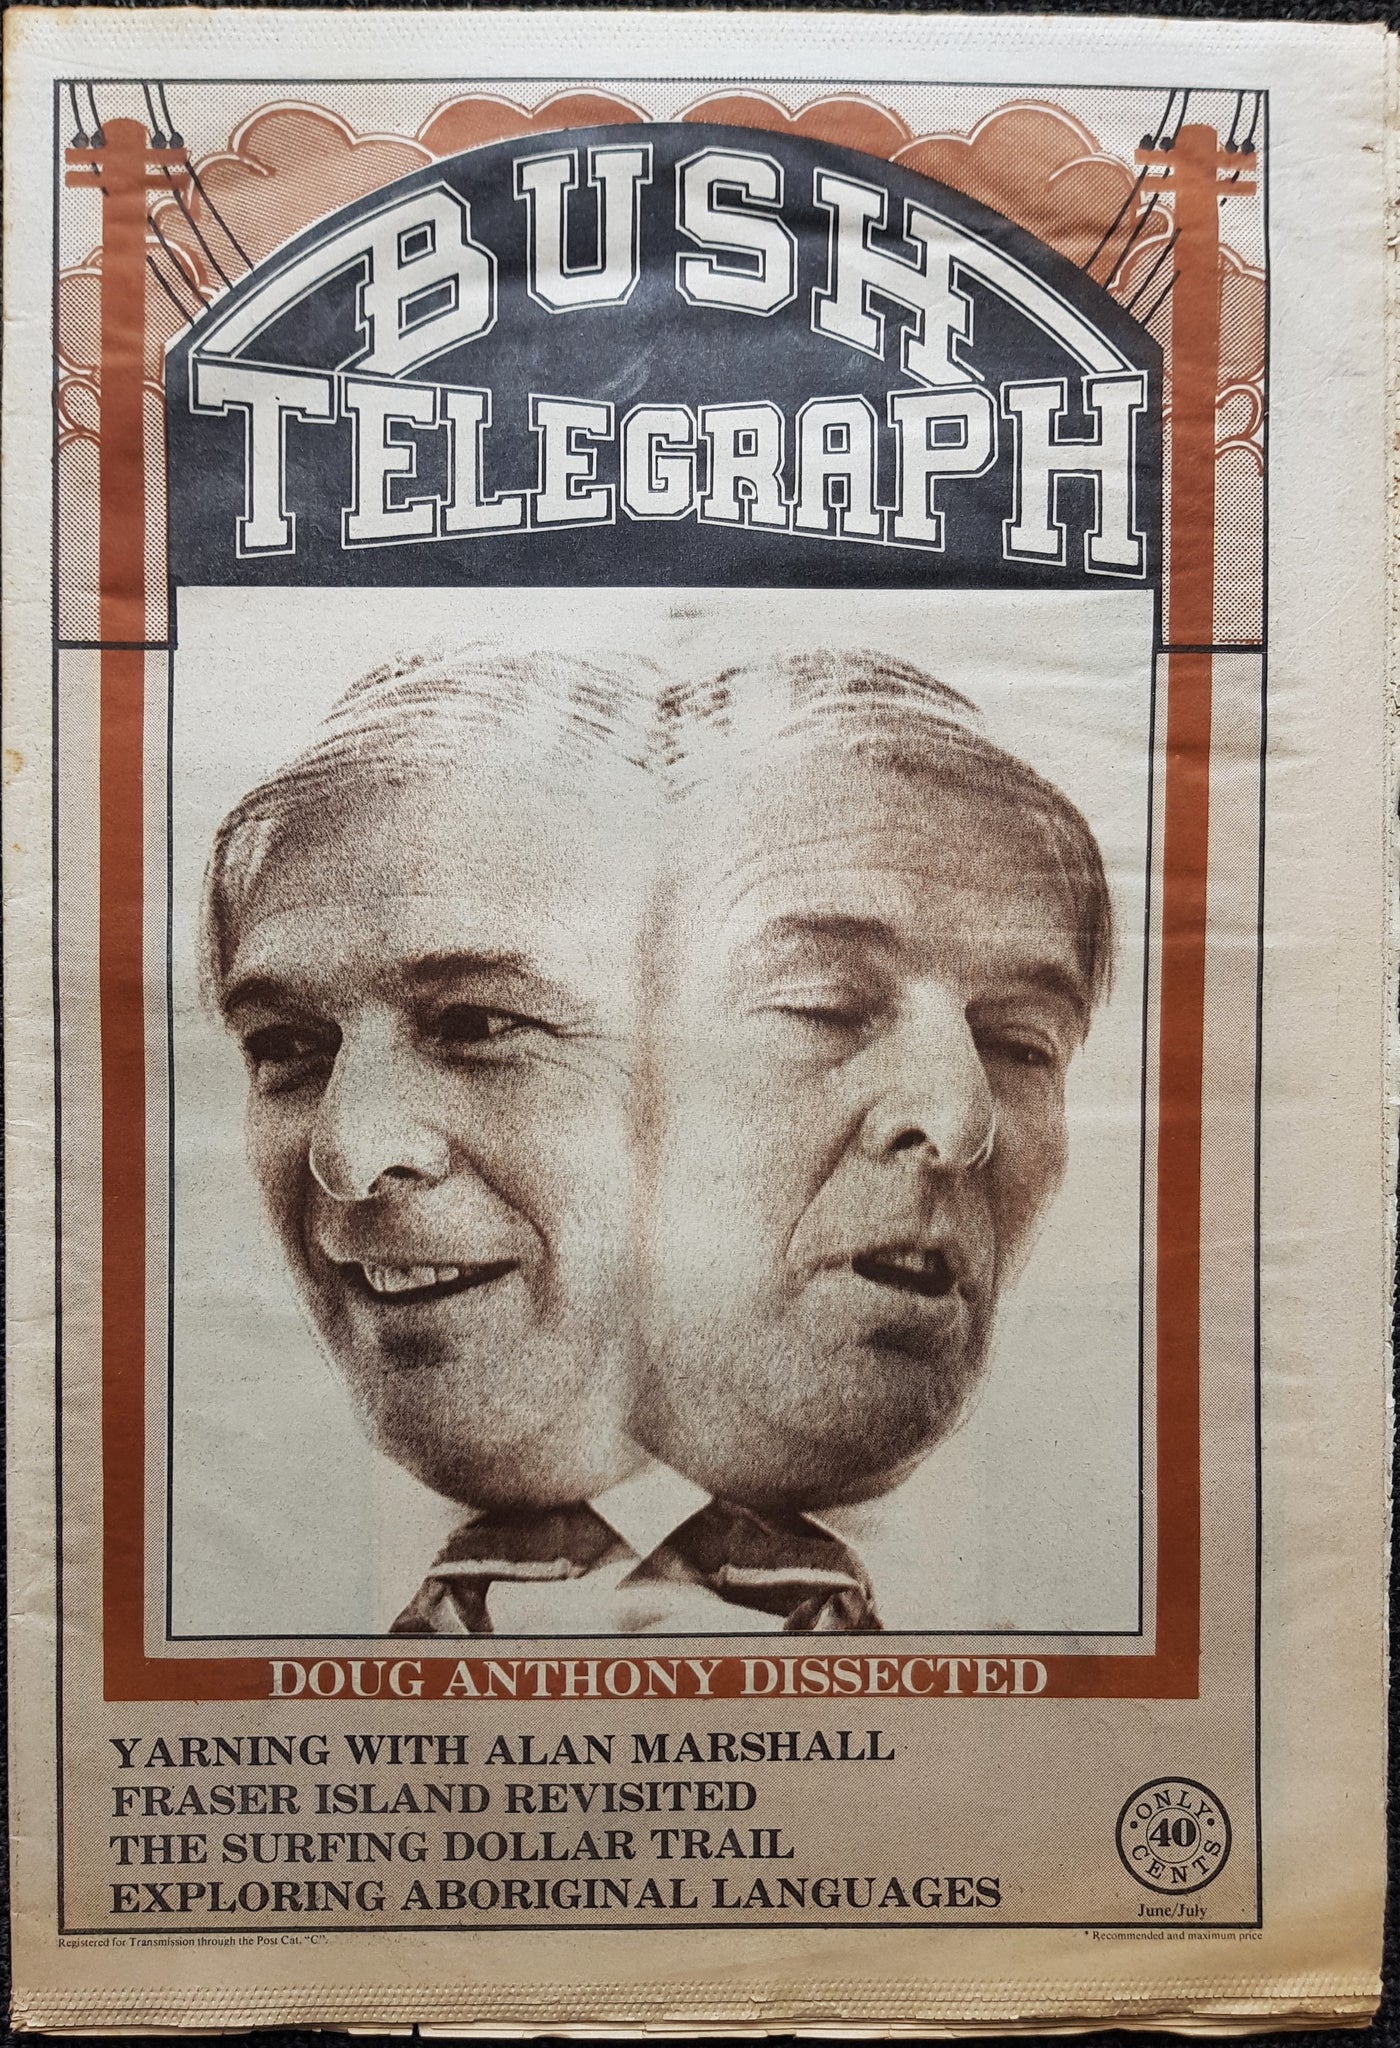 BUSH
TELEGRAPH
DOUG ANTHONY DISSECTED
YARNING WITH ALAN MARSHALL
FRASER ISLAND REVISITED
THE SURFING DOLLAR TRAIL
EXPLORING ABORIGINAL LANGUAGES
• ONLY •
40
CENTS
June/July
Registered for Transmission through the Post Cat. "C".
* Recommended and maximum price